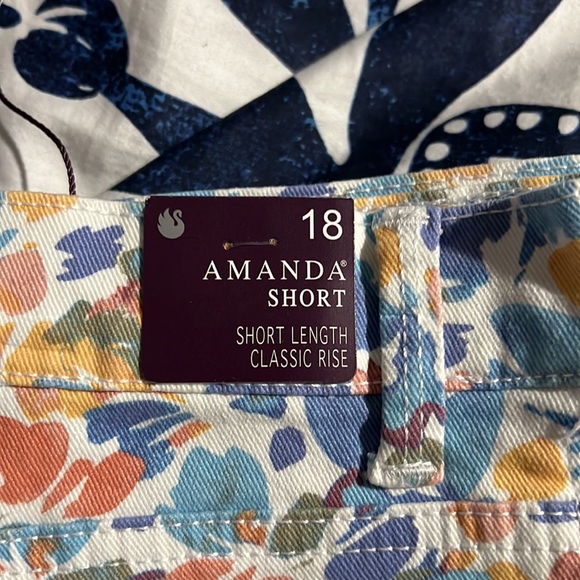 18
AMANDA®
SHORT
SHORT LENGTH
CLASSIC RISE